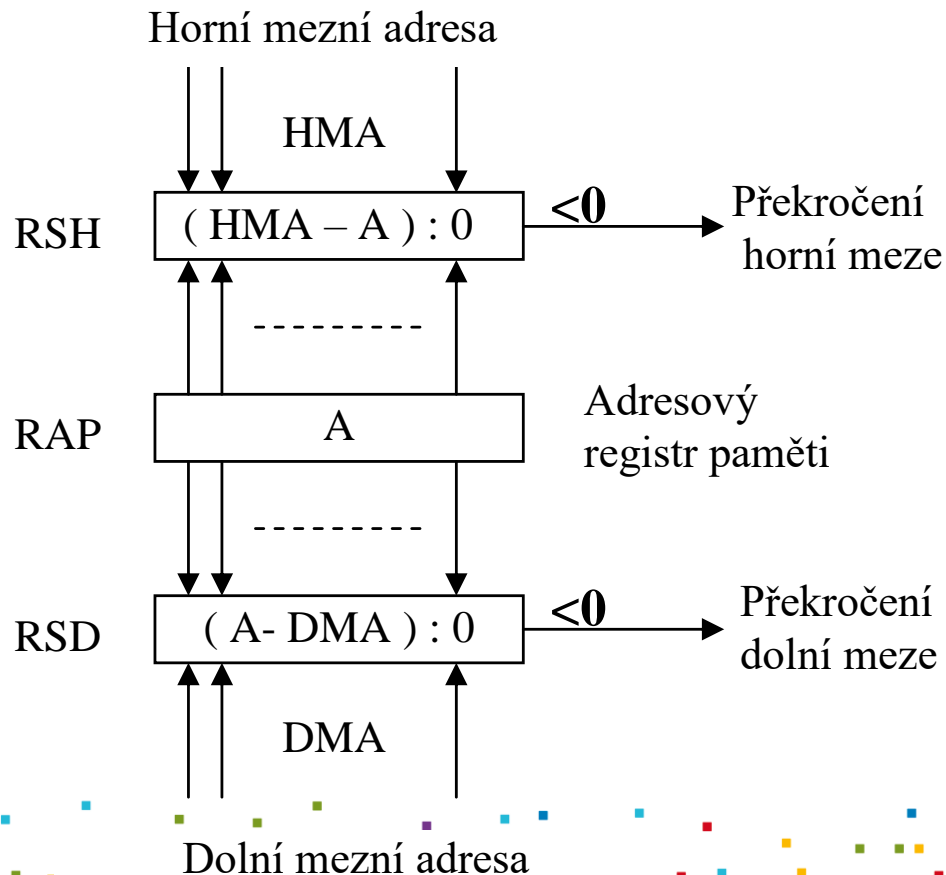 Horní mezní adresa
HMA
RSH
( HMA – A ) : 0
<0
Překročení
horní meze
RAP
A
Adresový
registr paměti
RSD
( A- DMA ) : 0
<0
Překročení
dolní meze
DMA
Dolní mezní adresa